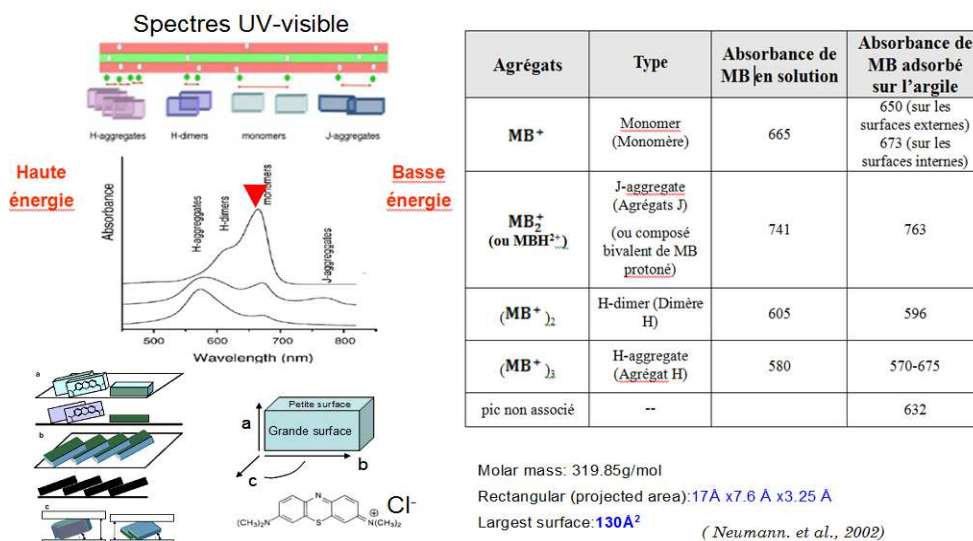 Spectres UV-visible
H-aggregates H-dimers monomers J-aggregates
Haute
énergie
Basse
énergie
Absorbance
H-aggreggates
H-dimers
monomers
J-aggregates
500 600 700 800
Wavelength (nm)
a
b
c
Petite surface
Grande surface
a
b
c
N
(CH₃)₂N S N(CH₃)₂
+
Cl⁻
Agrégats
Type
Absorbance de
MB en solution
Absorbance de
MB adsorbé
sur l'argile
MB⁺
Monomer
(Monomère)
665
650 (sur les
surfaces externes)
673 (sur les
surfaces internes)
MB₂⁺
(ou MBH²⁺)
J-aggregate
(Agrégats J)
(ou composé
bivalent de MB
protoné)
741
763
(MB⁺)₂
H-dimer (Dimère
H)
605
596
(MB⁺)₃
H-aggregate
(Agrégat H)
580
570-675
pic non associé
--
632
Molar mass: 319.85g/mol
Rectangular (projected area):17Å x7.6 Å x3.25 Å
Largest surface:130Å²
( Neumann. et al., 2002)